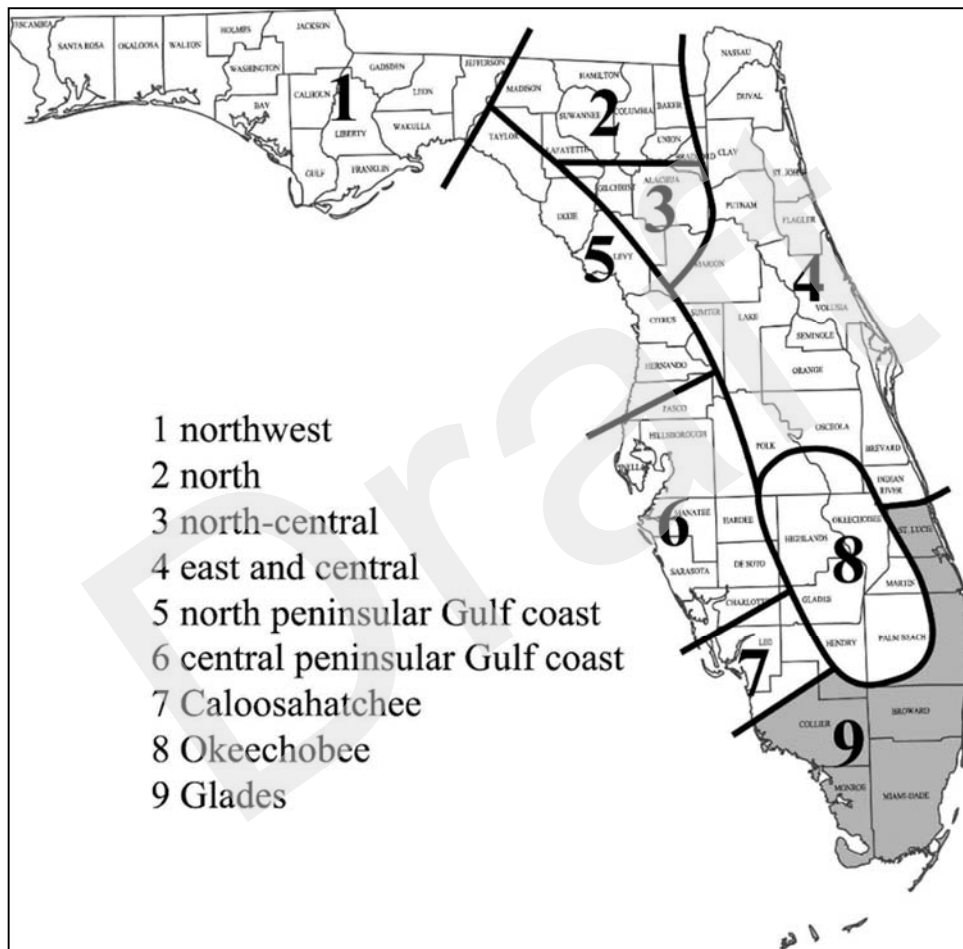 ESCAMBIA
SANTA ROSA
OKALOOSA
WALTON
HOLMES
JACKSON
WASHINGTON
BAY
CALHOUN
GULF
1
LIBERTY
FRANKLIN
GADSDEN
LEON
WAKULLA
JEFFERSON
MADISON
TAYLOR
HAMILTON
SUWANNEE
2
COLUMBIA
LAFAYETTE
BAKER
UNION
BRADFORD
NASSAU
DUVAL
CLAY
ST. JOHNS
PUTNAM
FLAGLER
GILCHRIST
ALACHUA
3
DIXIE
5
LEVY
MARION
4
VOLUSIA
CITRUS
SUMTER
LAKE
SEMINOLE
ORANGE
HERNANDO
PASCO
HILLSBOROUGH
PINELLAS
POLK
OSCEOLA
BREVARD
INDIAN
RIVER
6
MANATEE
HARDEE
HIGHLANDS
OKEECHOBEE
8
ST. LUCIE
SARASOTA
DE SOTO
MARTIN
CHARLOTTE
GLADES
LEE
7
HENDRY
PALM BEACH
COLLIER
9
BROWARD
MONROE
MIAMI-DADE
1 northwest
2 north
3 north-central
4 east and central
5 north peninsular Gulf coast
6 central peninsular Gulf coast
7 Caloosahatchee
8 Okeechobee
9 Glades
Draft